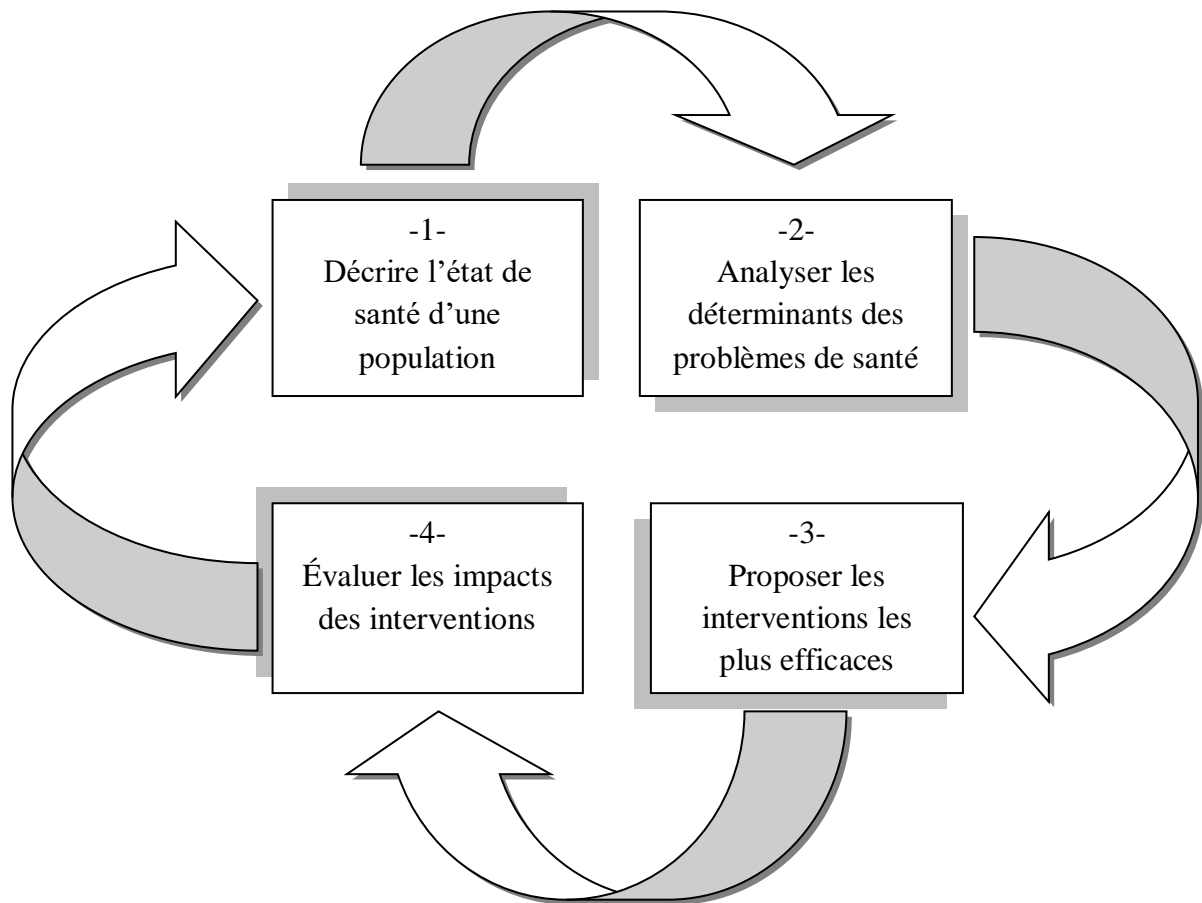 -1-
Décrire l’état de
santé d’une
population
-2-
Analyser les
déterminants des
problèmes de santé
-3-
Proposer les
interventions les
plus efficaces
-4-
Évaluer les impacts
des interventions